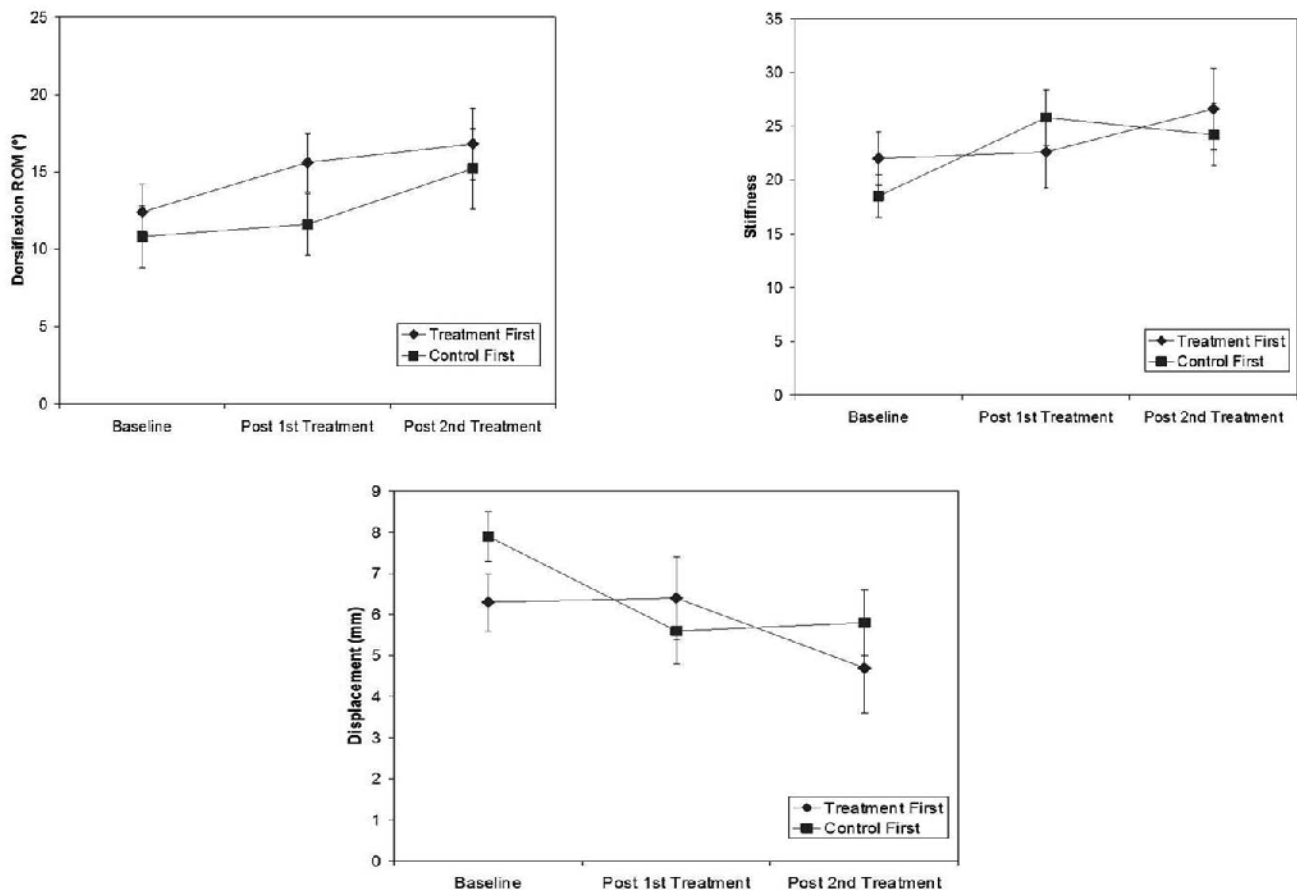 25
20
15
10
5
0
Dorsiflexion ROM (°)
Treatment First
Control First
Baseline
Post 1st Treatment
Post 2nd Treatment
35
30
25
20
15
10
5
0
Stiffness
Treatment First
Control First
Baseline
Post 1st Treatment
Post 2nd Treatment
9
8
7
6
5
4
3
2
1
0
Displacement (mm)
Treatment First
Control First
Baseline
Post 1st Treatment
Post 2nd Treatment